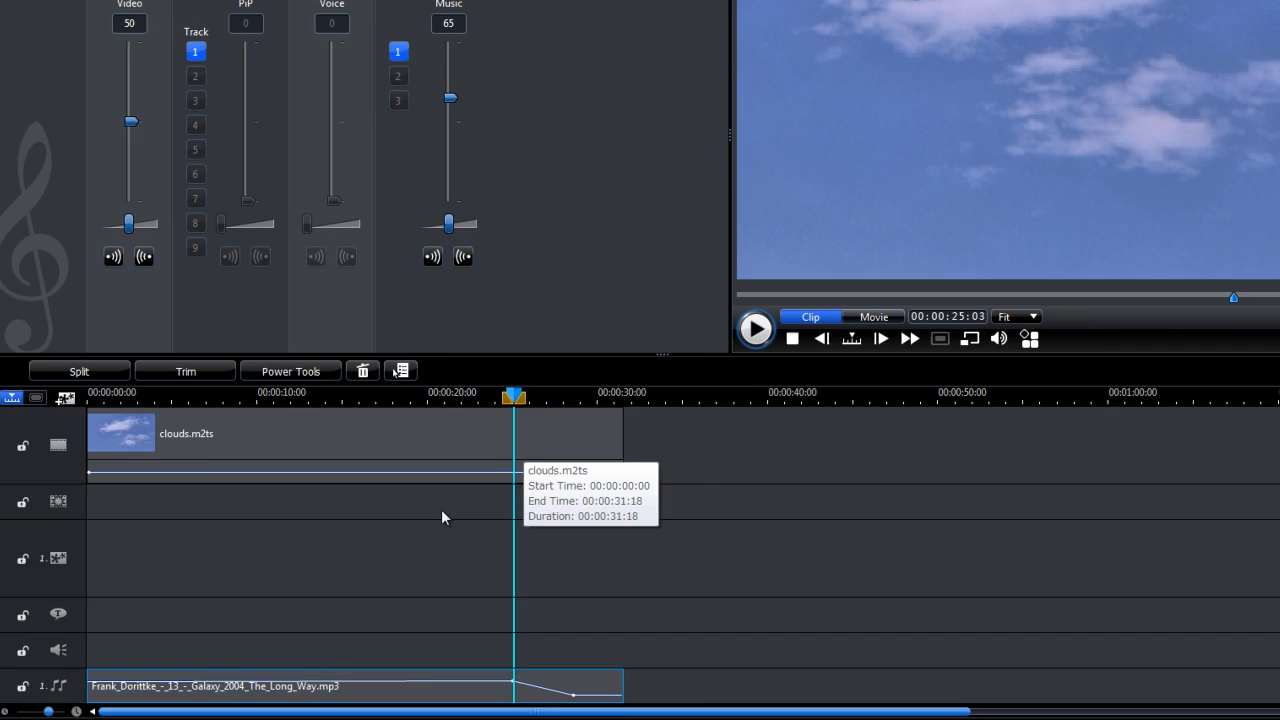 Video PiP Voice Music
50 0 0 65
Track
1 1
2 2
3 3
4
5
6
7
8
9
Clip Movie 00:00:25:03 Fit
Split Trim Power Tools
00:00:00:00 00:00:10:00 00:00:20:00 00:00:30:00 00:00:40:00 00:00:50:00 00:01:00:00
clouds.m2ts
clouds.m2ts
Start Time: 00:00:00:00
End Time: 00:00:31:18
Duration: 00:00:31:18
1.
T
1. Frank_Dorittke_-_13_-_Galaxy_2004_The_Long_Way.mp3